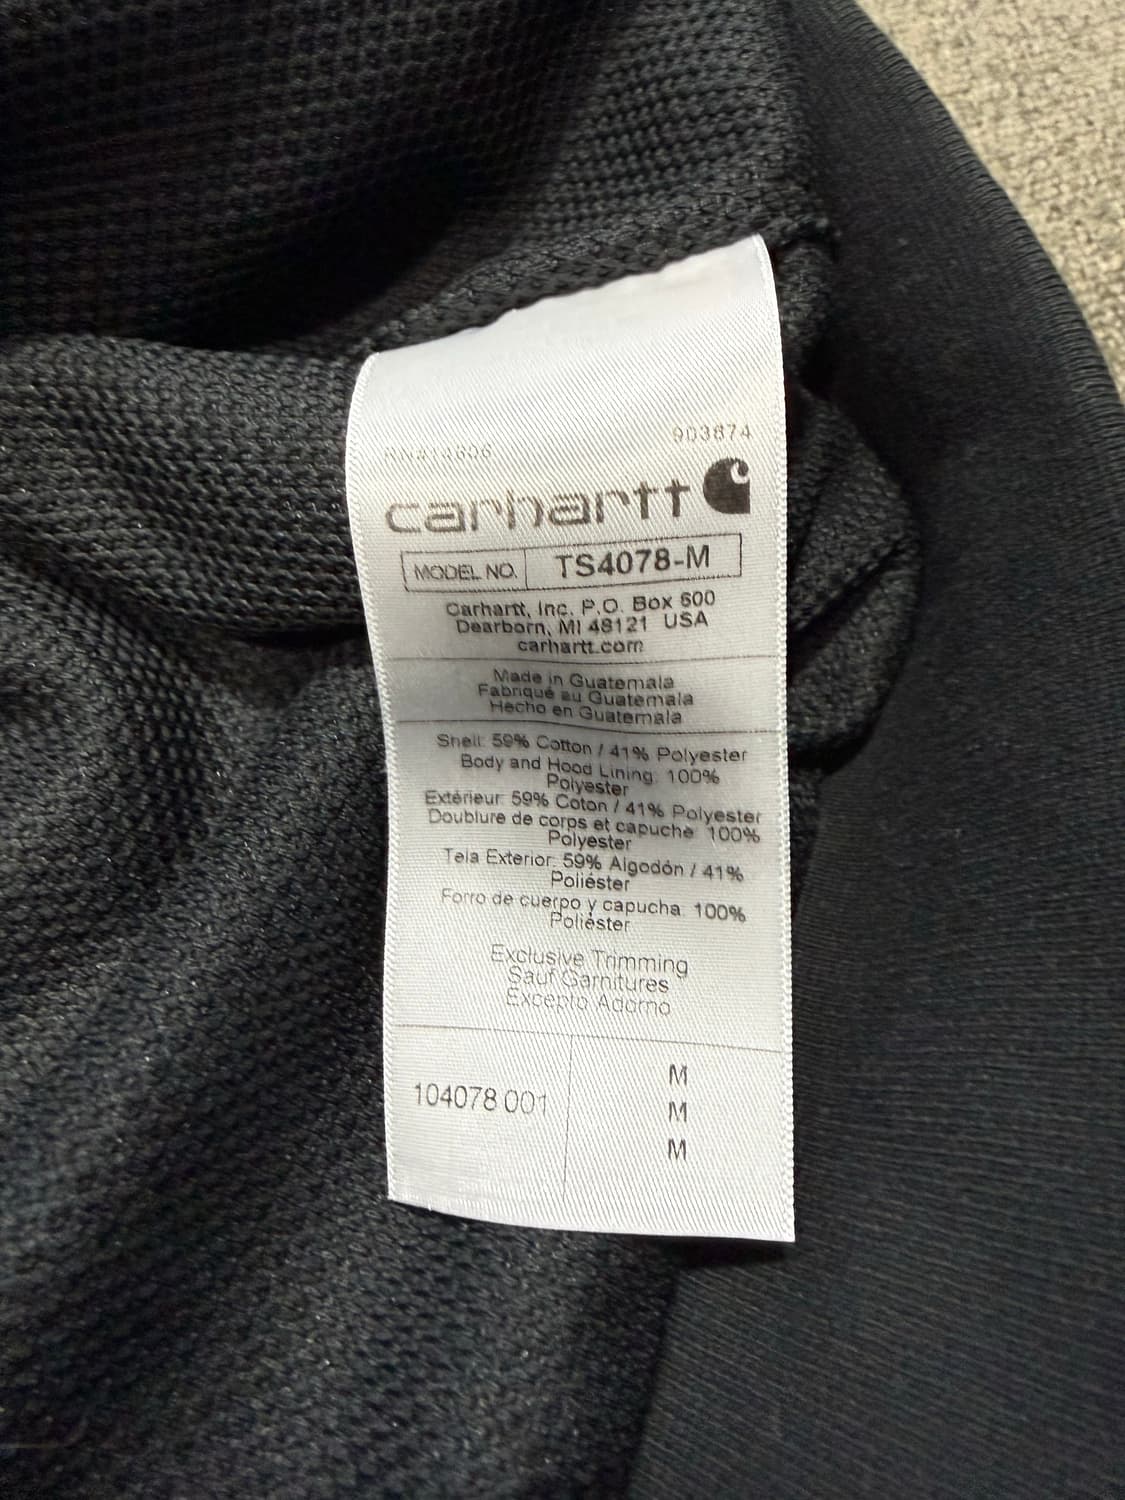 RN#14806
903874
carhartt
MODEL NO. TS4078-M
Carhartt, Inc. P.O. Box 600
Dearborn, MI 48121 USA
carhartt.com
Made in Guatemala
Fabriqué au Guatemala
Hecho en Guatemala
Shell: 59% Cotton / 41% Polyester
Body and Hood Lining: 100%
Polyester
Extérieur: 59% Coton / 41% Polyester
Doublure de corps et capuche: 100%
Polyester
Tela Exterior: 59% Algodón / 41%
Poliéster
Forro de cuerpo y capucha: 100%
Poliéster
Exclusive Trimming
Sauf Garnitures
Excepto Adorno
104078 001
M
M
M